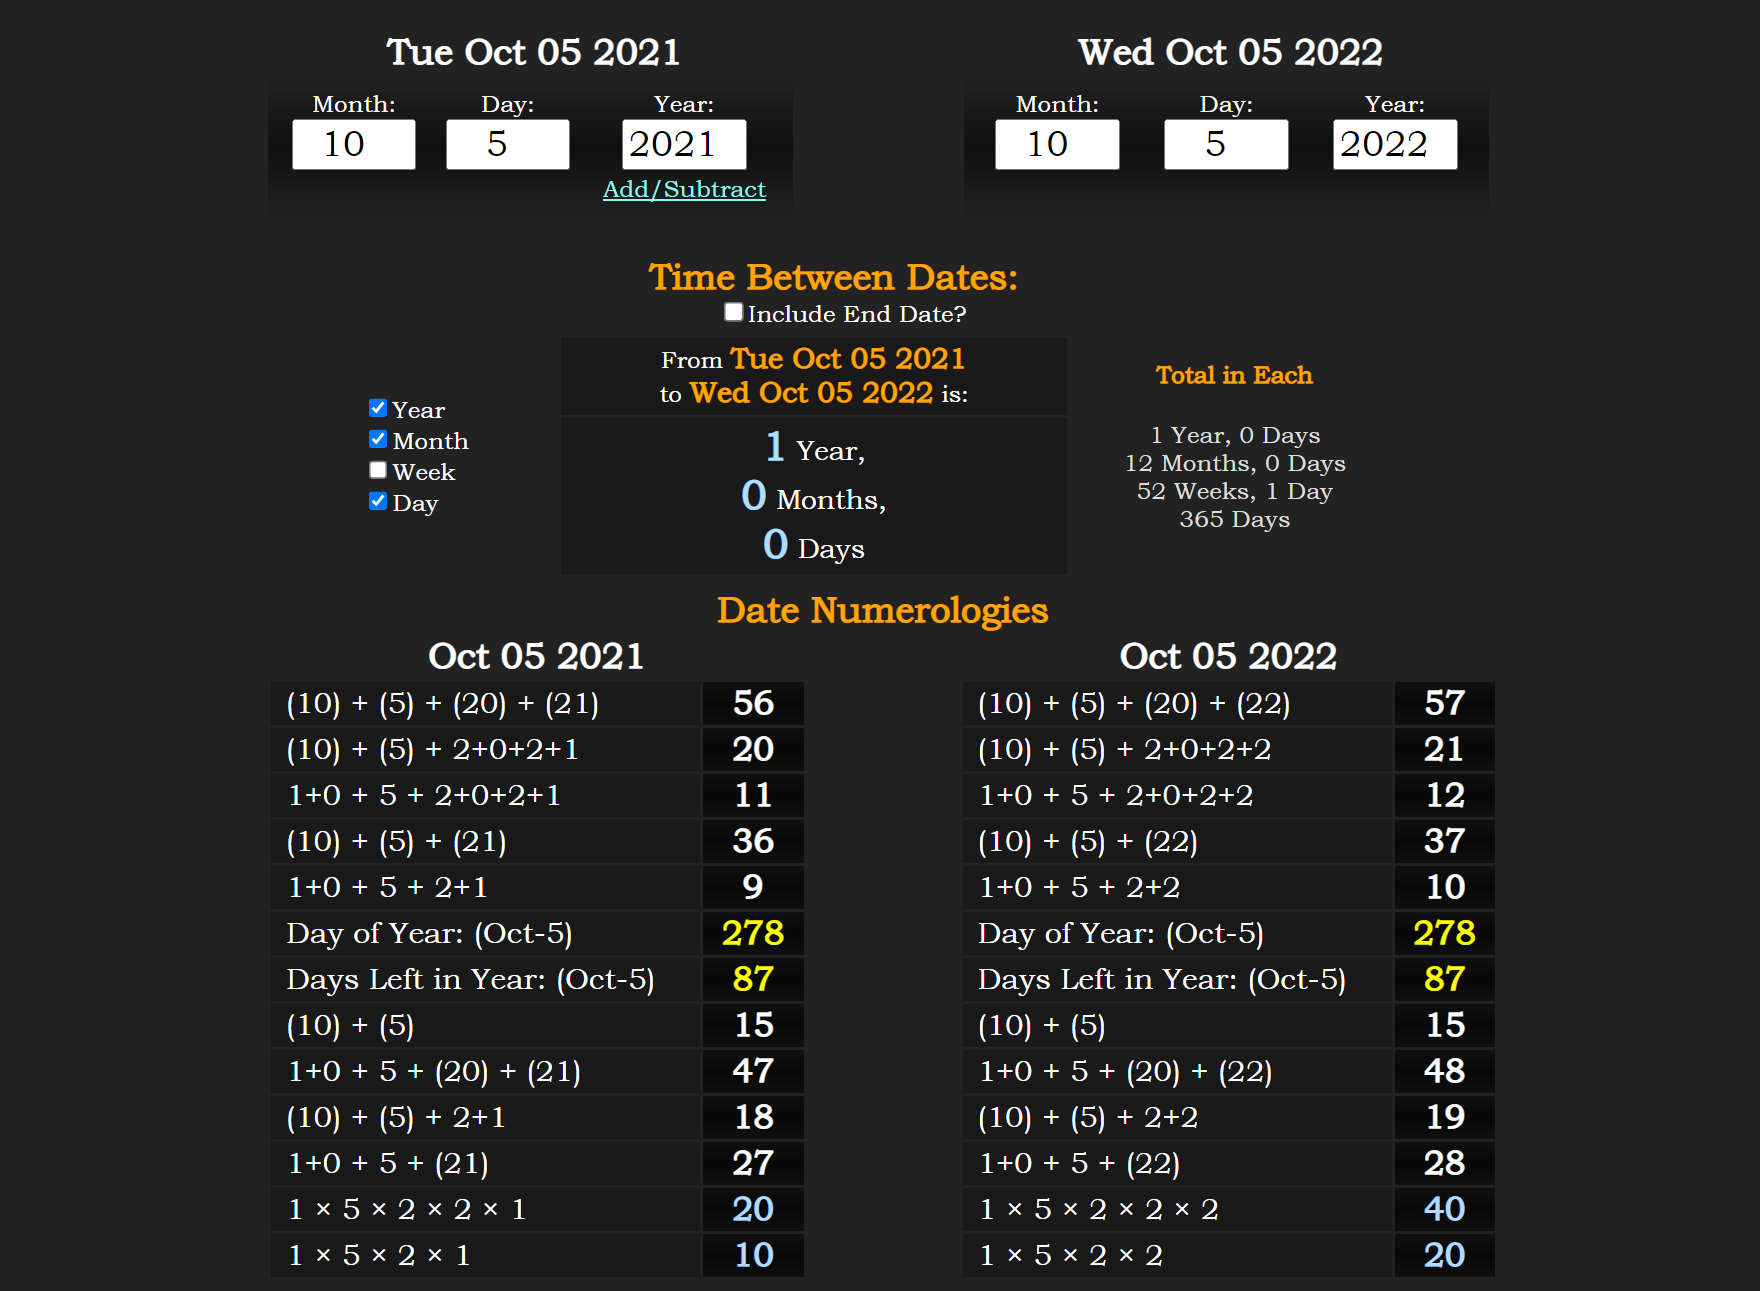 Tue Oct 05 2021
Month: Day: Year:
10 5 2021
Add/Subtract
Wed Oct 05 2022
Month: Day: Year:
10 5 2022
Time Between Dates:
Include End Date?
Year
Month
Week
Day
From Tue Oct 05 2021
to Wed Oct 05 2022 is:
1 Year,
0 Months,
0 Days
Total in Each
1 Year, 0 Days
12 Months, 0 Days
52 Weeks, 1 Day
365 Days
Date Numerologies
Oct 05 2021
(10) + (5) + (20) + (21) 56
(10) + (5) + 2+0+2+1 20
1+0 + 5 + 2+0+2+1 11
(10) + (5) + (21) 36
1+0 + 5 + 2+1 9
Day of Year: (Oct-5) 278
Days Left in Year: (Oct-5) 87
(10) + (5) 15
1+0 + 5 + (20) + (21) 47
(10) + (5) + 2+1 18
1+0 + 5 + (21) 27
1 × 5 × 2 × 2 × 1 20
1 × 5 × 2 × 1 10
Oct 05 2022
(10) + (5) + (20) + (22) 57
(10) + (5) + 2+0+2+2 21
1+0 + 5 + 2+0+2+2 12
(10) + (5) + (22) 37
1+0 + 5 + 2+2 10
Day of Year: (Oct-5) 278
Days Left in Year: (Oct-5) 87
(10) + (5) 15
1+0 + 5 + (20) + (22) 48
(10) + (5) + 2+2 19
1+0 + 5 + (22) 28
1 × 5 × 2 × 2 × 2 40
1 × 5 × 2 × 2 20